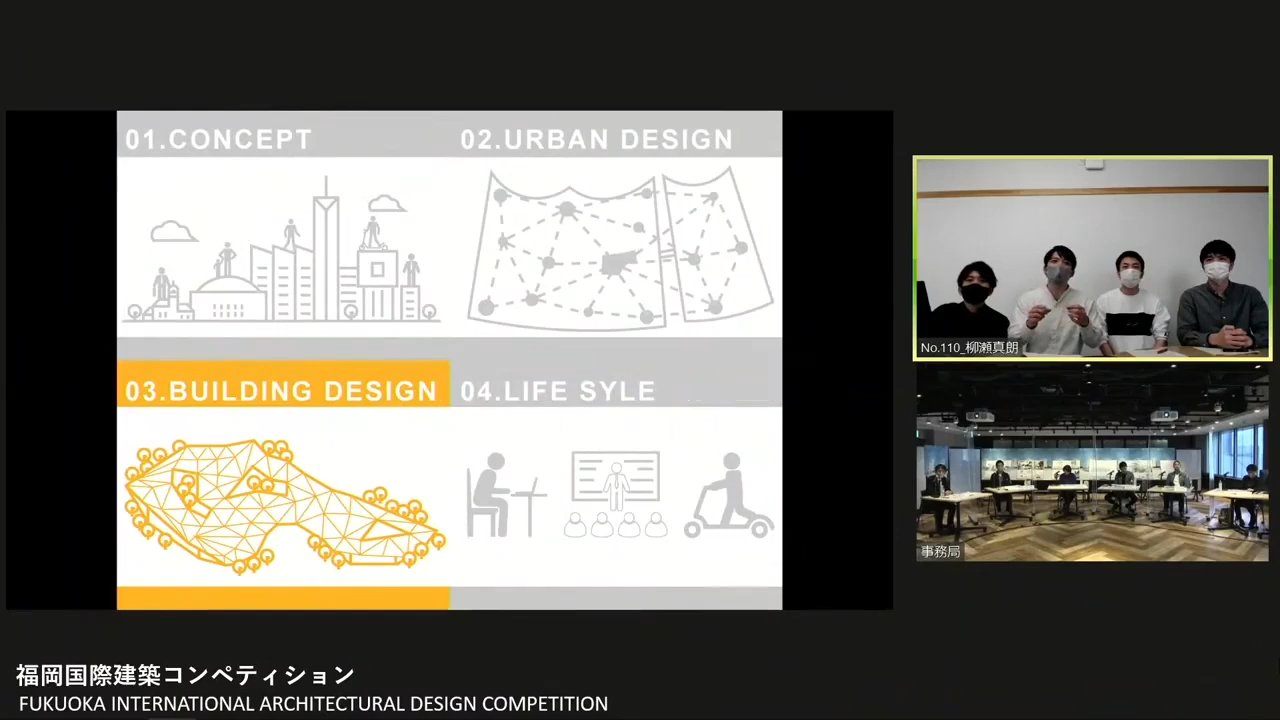 01.CONCEPT
02.URBAN DESIGN
03.BUILDING DESIGN
04.LIFE SYLE
No.110_柳瀬真朗
事務局
福岡国際建築コンペティション
FUKUOKA INTERNATIONAL ARCHITECTURAL DESIGN COMPETITION